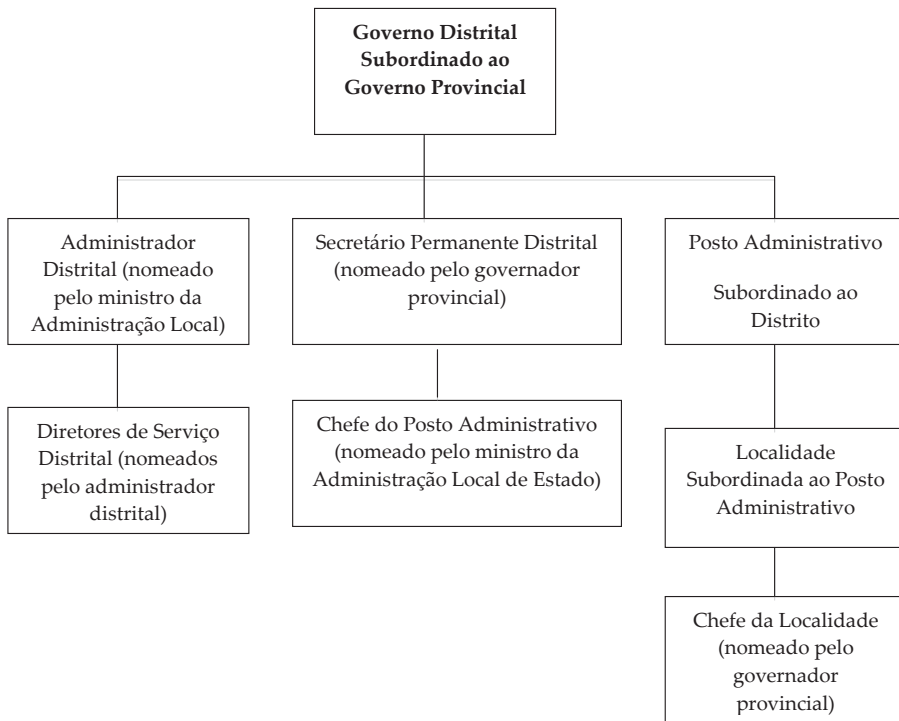 Governo Distrital
Subordinado ao
Governo Provincial
Administrador
Distrital (nomeado
pelo ministro da
Administração Local)
Secretário Permanente Distrital
(nomeado pelo governador
provincial)
Posto Administrativo
Subordinado ao
Distrito
Diretores de Serviço
Distrital (nomeados
pelo administrador
distrital)
Chefe do Posto Administrativo
(nomeado pelo ministro da
Administração Local de Estado)
Localidade
Subordinada ao Posto
Administrativo
Chefe da Localidade
(nomeado pelo
governador
provincial)